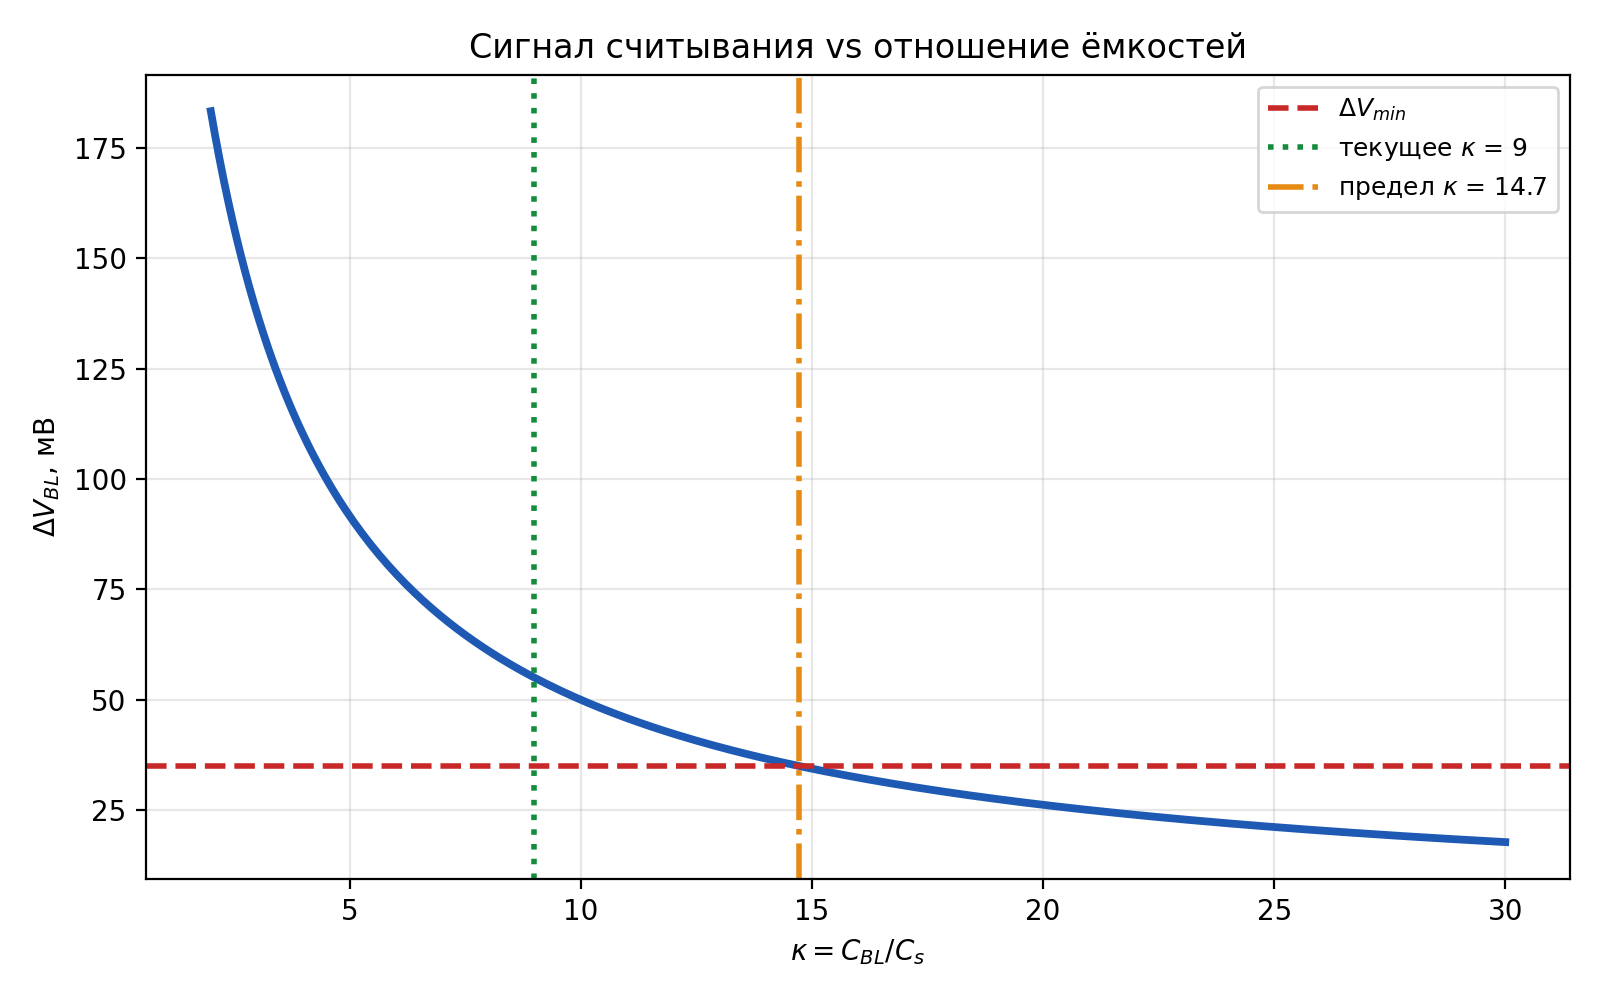 Сигнал считывания vs отношение ёмкостей
ΔV_min
текущее κ = 9
предел κ = 14.7
ΔV_BL, мВ
175
150
125
100
75
50
25
5
10
15
20
25
30
κ = C_BL/C_s